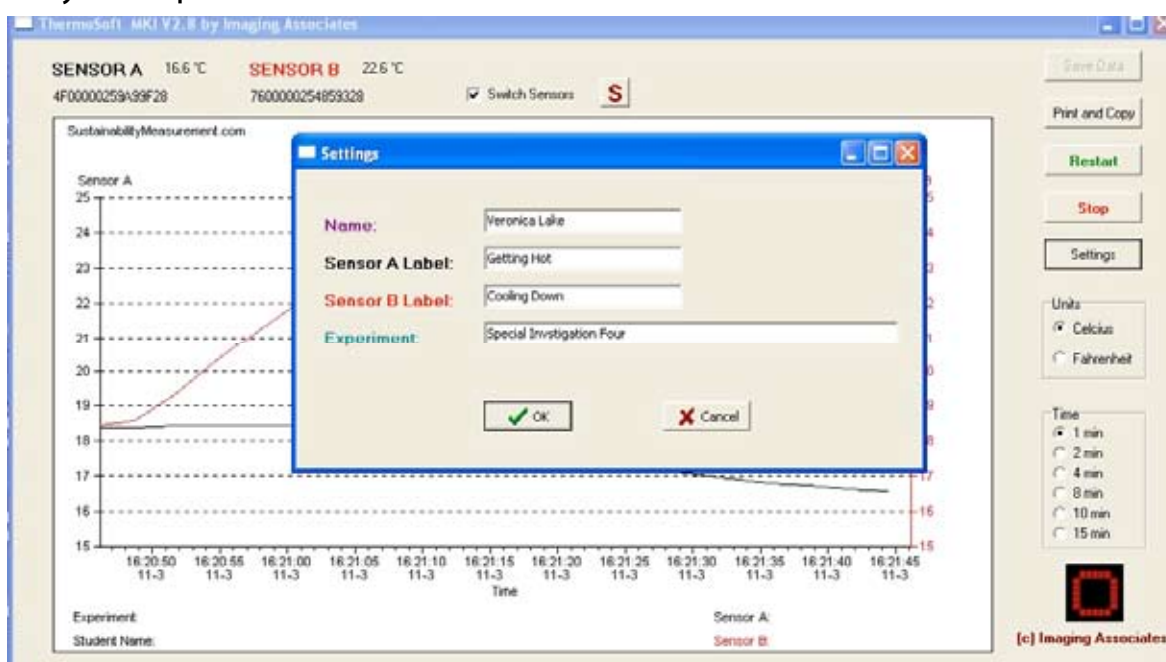 ThermoSoft MKI V2.8 by Imaging Associates
SENSOR A 16.6 °C SENSOR B 22.6 °C
4F00000259A99F28 7600000254859328 Switch Sensors S
Save Data
Print and Copy
Restart
Stop
Settings
Units
Celcius
Fahrenheit
Time
1 min
2 min
4 min
8 min
10 min
15 min
[c] Imaging Associates
SustainabilityMeasurement.com
Sensor A
25
24
23
22
21
20
19
18
17
16
15
Settings
Name: Veronica Lake
Sensor A Label: Getting Hot
Sensor B Label: Cooling Down
Experiment: Special Invstigation Four
OK Cancel
17
16
15
16:20:50 16:20:55 16:21:00 16:21:05 16:21:10 16:21:15 16:21:20 16:21:25 16:21:30 16:21:35 16:21:40 16:21:45
11-3 11-3 11-3 11-3 11-3 11-3 11-3 11-3 11-3 11-3 11-3 11-3
Time
Experiment: Sensor A:
Student Name: Sensor B: